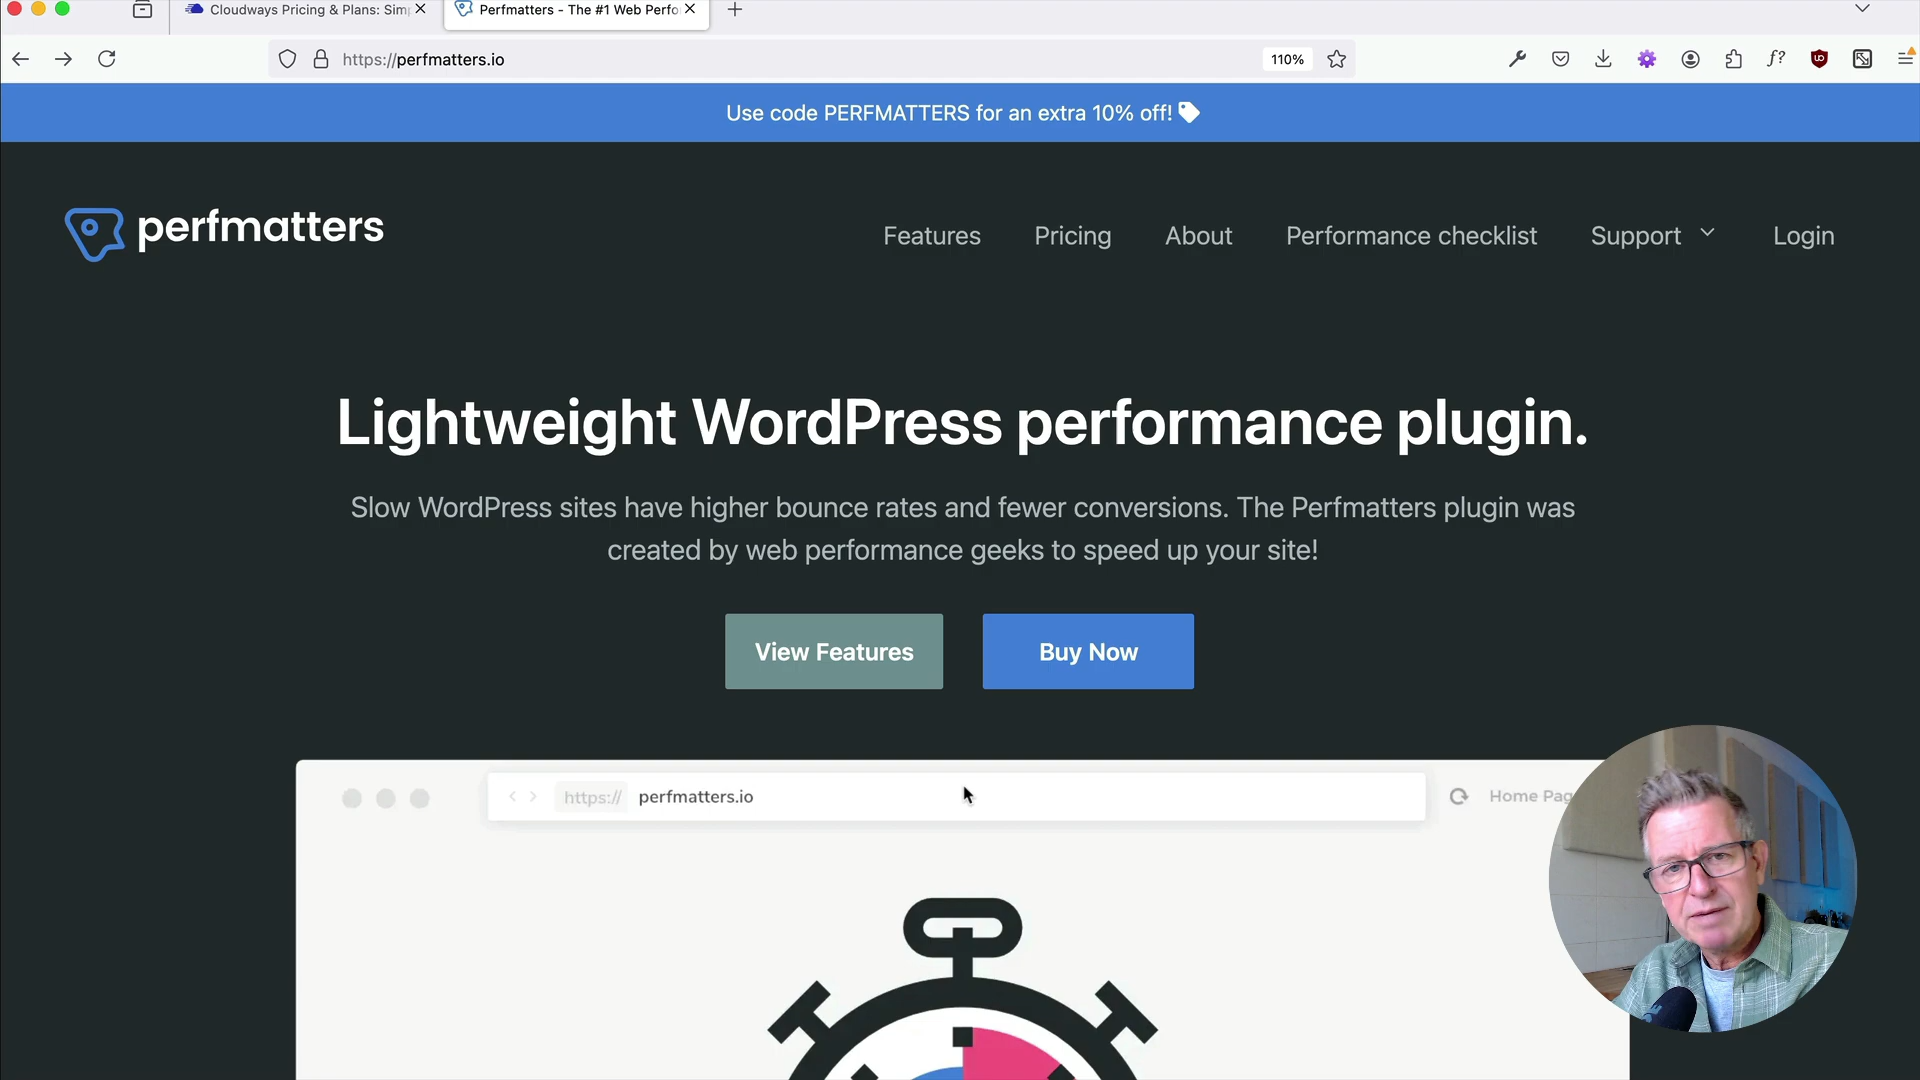 Cloudways Pricing & Plans: Sim
Perfmatters - The #1 Web Perfo
https://perfmatters.io
110%
f?
Use code PERFMATTERS for an extra 10% off!
perfmatters
Features
Pricing
About
Performance checklist
Support
Login
Lightweight WordPress performance plugin.
Slow WordPress sites have higher bounce rates and fewer conversions. The Perfmatters plugin was
created by web performance geeks to speed up your site!
View Features
Buy Now
https://
perfmatters.io
Home Pag